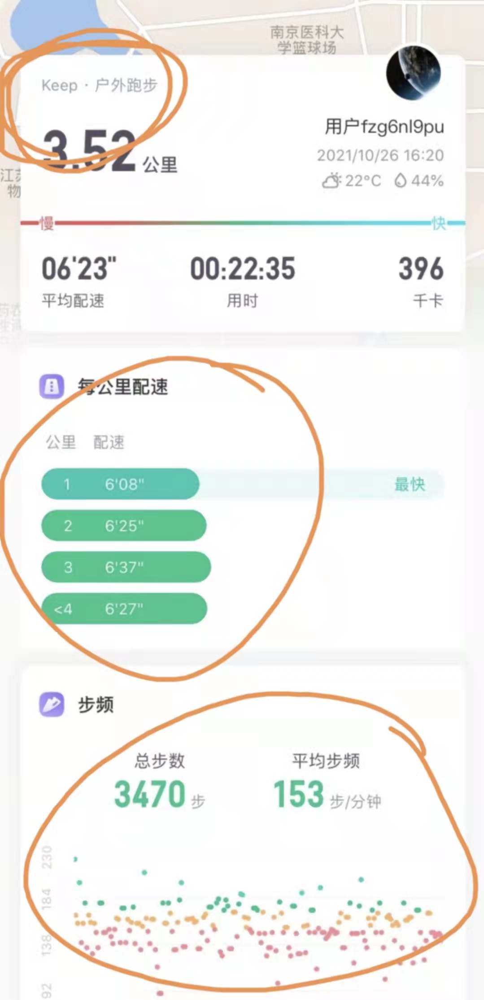 南京医科大
学篮球场
Keep · 户外跑步
3.52 公里
用户fzg6nl9pu
2021/10/26 16:20
22°C 44%
江苏
物
慢
快
06'23" 00:22:35 396
平均配速 用时 千卡
每公里配速
公里 配速
1 6'08" 最快
2 6'25"
3 6'37"
<4 6'27"
步频
总步数 平均步频
3470 步 153 步/分钟
230
184
138
92